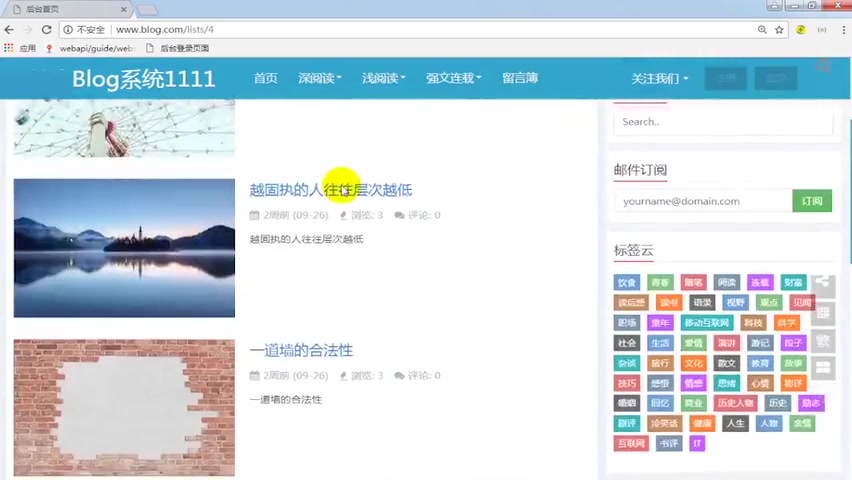 后台首页
不安全 www.blog.com/lists/4
应用 webapi/guide/web 后台登录页面
Blog系统1111 首页 深阅读 浅阅读 强文连载 留言簿 关注我们
越固执的人往往层次越低
2周前 (09-26) 浏览: 3 评论: 0
越固执的人往往层次越低
一道墙的合法性
2周前 (09-26) 浏览: 3 评论: 0
一道墙的合法性
Search..
邮件订阅
yourname@domain.com 订阅
标签云
饮食 青春 随笔 阅读 连载 财富
读后感 读书 语录 视野 观点 见闻
职场 童年 移动互联网 科技 科学
社会 生活 爱情 演讲 游记 段子
杂谈 旅行 文化 散文 教育 故事
技巧 感悟 情感 思绪 心情 影评
婚姻 回忆 商业 历史人物 历史 励志
剧评 冷笑话 健康 人生 人物 亲情
互联网 书评 IT
繁